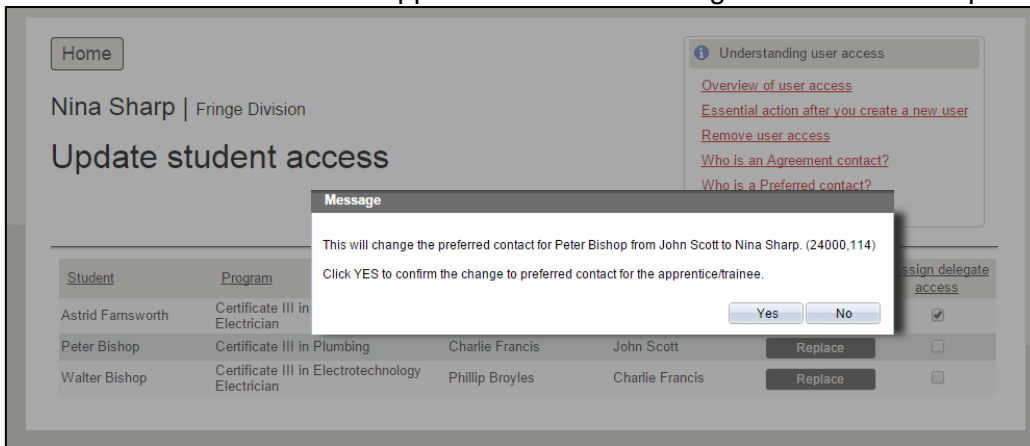 Home
Understanding user access
Overview of user access
Essential action after you create a new user
Remove user access
Who is an Agreement contact?
Who is a Preferred contact?
Nina Sharp | Fringe Division
Update student access
Message
This will change the preferred contact for Peter Bishop from John Scott to Nina Sharp. (24000,114)
Click YES to confirm the change to preferred contact for the apprentice/trainee.
Yes No
Student Program delegate
access
Astrid Farnsworth Certificate III in
Electrician
Peter Bishop Certificate III in Plumbing Charlie Francis John Scott Replace
Walter Bishop Certificate III in Electrotechnology Phillip Broyles Charlie Francis Replace
Electrician